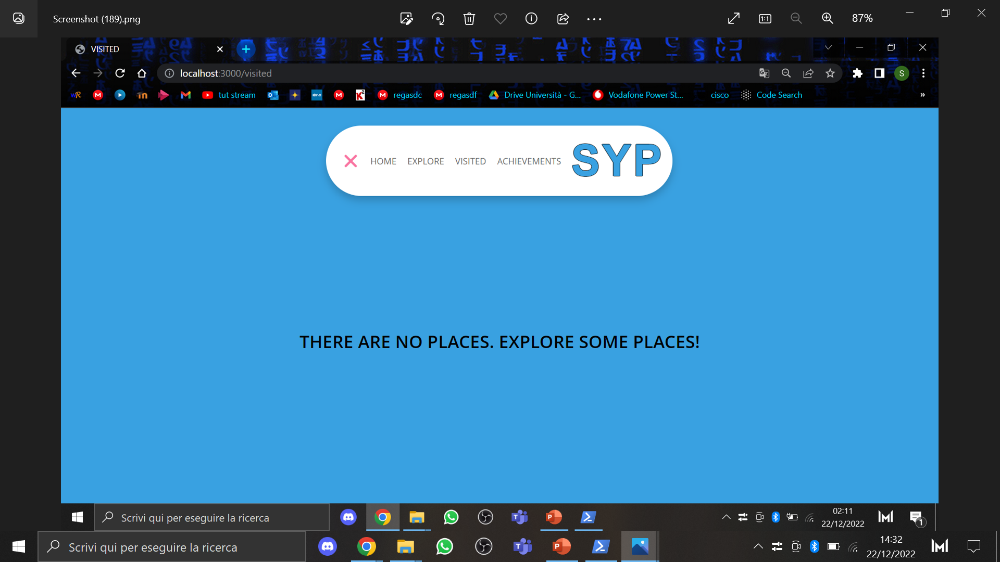 Screenshot (189).png
87%
VISITED
localhost:3000/visited
tut stream
regasdc
regasdf
Drive Università - G...
Vodafone Power St...
cisco
Code Search
»
HOME EXPLORE VISITED ACHIEVEMENTS SYP
THERE ARE NO PLACES. EXPLORE SOME PLACES!
Scrivi qui per eseguire la ricerca
02:11
22/12/2022
1
Scrivi qui per eseguire la ricerca
14:32
22/12/2022